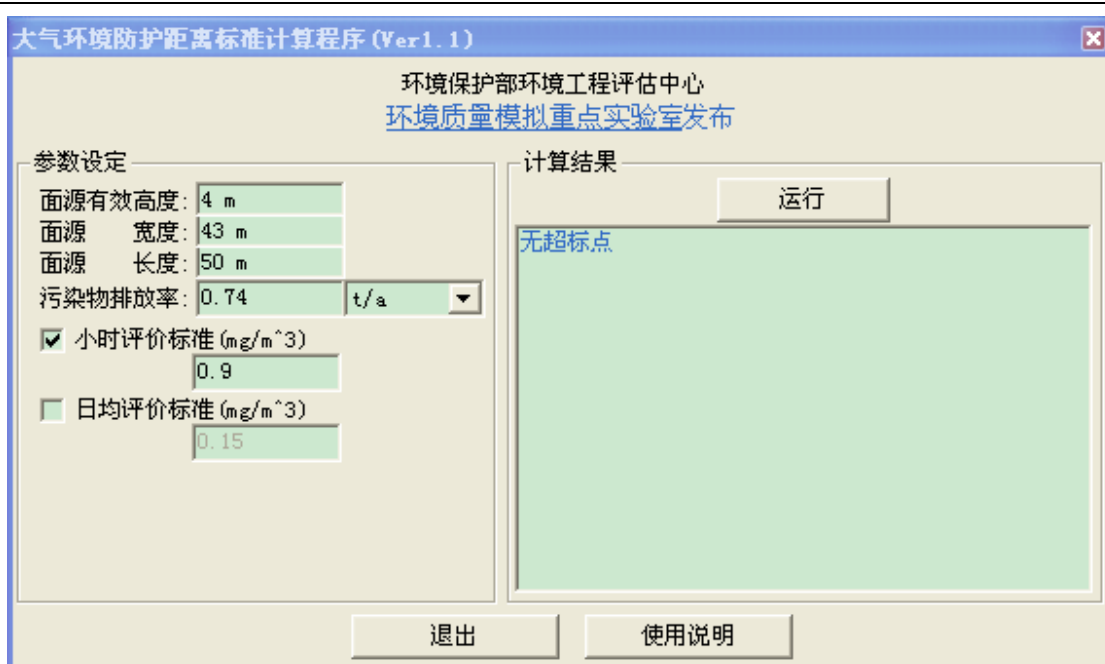 大气环境防护距离标准计算程序(Ver1.1)
环境保护部环境工程评估中心
环境质量模拟重点实验室发布
参数设定
面源有效高度: 4 m
面源 宽度: 43 m
面源 长度: 50 m
污染物排放率: 0.74 t/a
小时评价标准(mg/m^3)
0.9
日均评价标准(mg/m^3)
0.15
计算结果
运行
无超标点
退出 使用说明